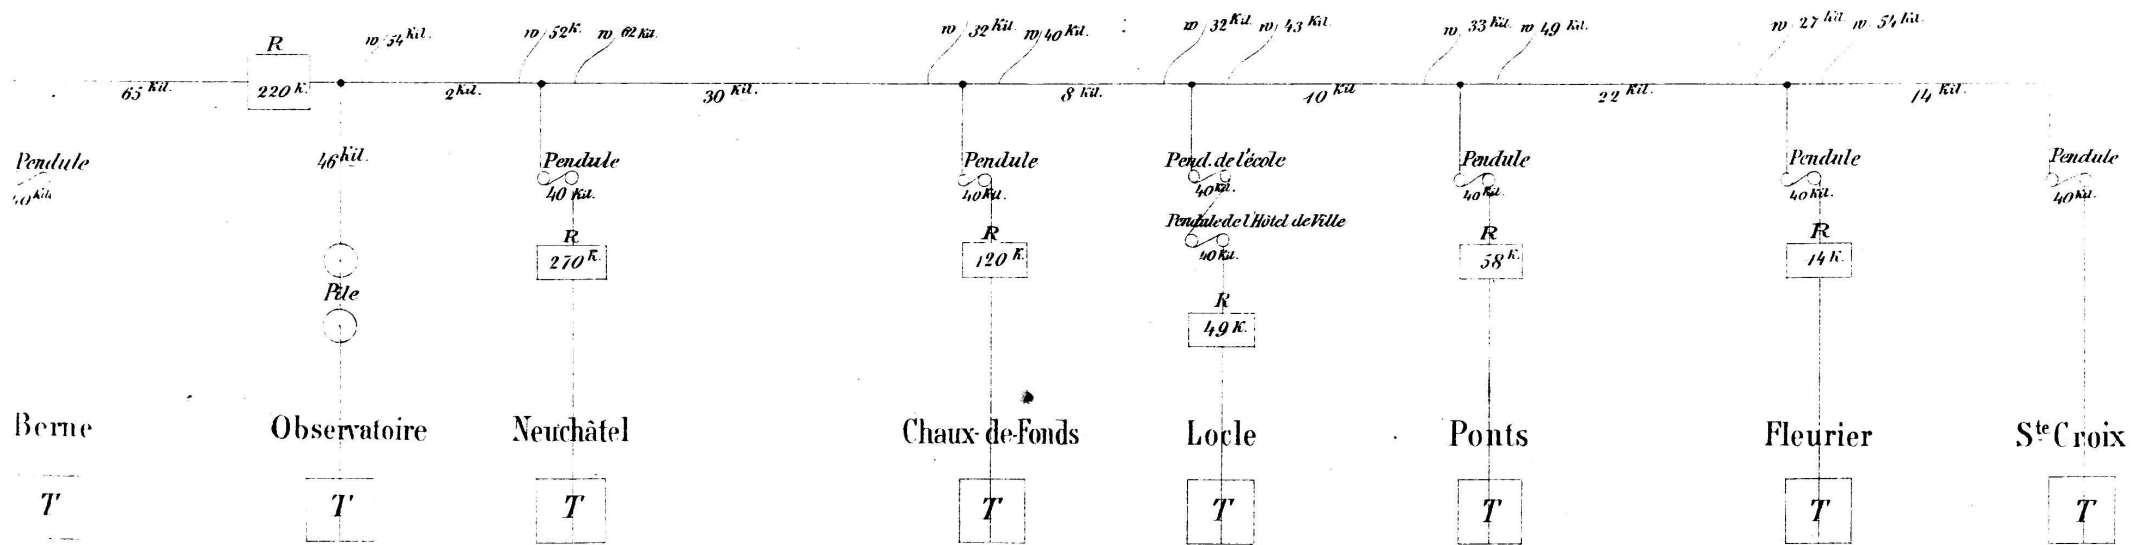 R
w 54 Kil.
w 52 K.
w 62 Kil.
w 32 Kil.
w 40 Kil.
w 32 Kil.
w 43 Kil.
w 33 Kil.
w 49 Kil.
w 27 Kil.
w 54 Kil.
65 Kil.
220 K.
2 Kil.
30 Kil.
8 Kil.
10 Kil
22 Kil.
14 Kil.
Pendule
40 Kil.
46 Kil.
Pile
Pendule
40 Kil.
R
270 K.
Pendule
40 Kil.
R
120 K.
Pend. de l'école
40 Kil.
Pendule de l'Hôtel de Ville
40 Kil.
R
49 K.
Pendule
40 Kil.
R
58 K.
Pendule
40 Kil.
R
14 K.
Pendule
40 Kil.
Berne
Observatoire
Neuchâtel
Chaux-de-Fonds
Locle
Ponts
Fleurier
Ste Croix
T
T
T
T
T
T
T
T